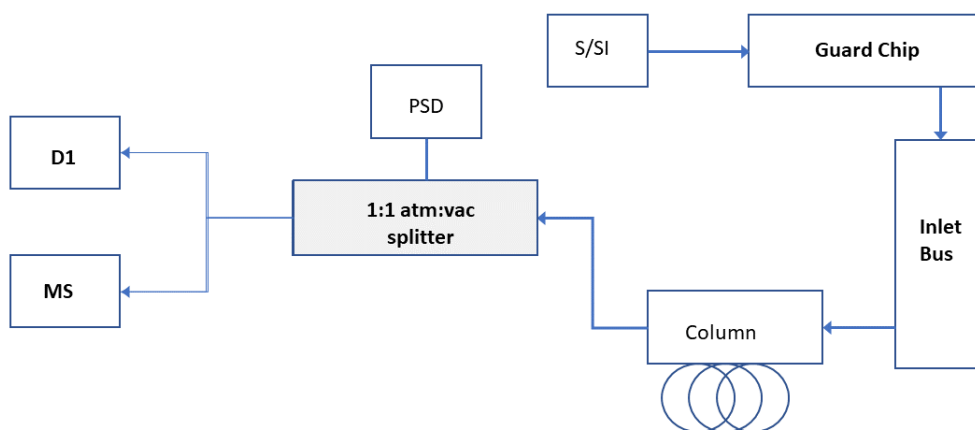 S/SI
Guard Chip
PSD
D1
1:1 atm:vac
splitter
Inlet
Bus
MS
Column